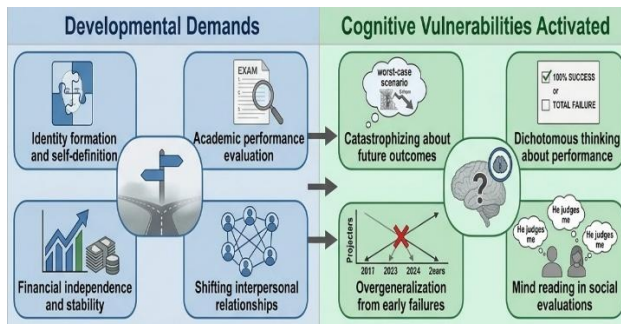 Developmental Demands
Identity formation
and self-definition
EXAM
Academic performance
evaluation
Financial independence
and stability
Shifting interpersonal
relationships
Cognitive Vulnerabilities Activated
worst-case
scenario
Catastrophizing about
future outcomes
100% SUCCESS
or
TOTAL FAILURE
Dichotomous thinking
about performance
?
Projecters
2017 2023 2024 2ears
Overgeneralization
from early failures
He judges
me
He judges
me
He judges
me
Mind reading in social
evaluations